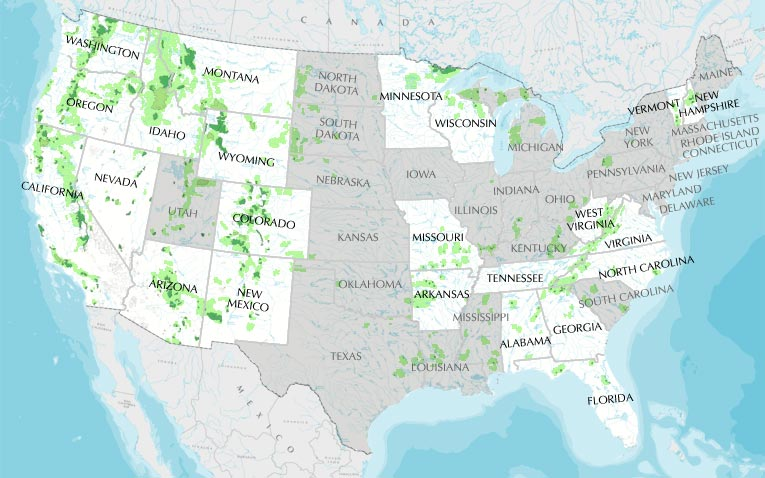 CANADA
WASHINGTON
MONTANA
NORTH
DAKOTA
MINNESOTA
MAINE
OREGON
IDAHO
SOUTH
DAKOTA
WISCONSIN
MICHIGAN
VERMONT
NEW
HAMPSHIRE
NEW
YORK
MASSACHUSETTS
RHODE ISLAND
CONNECTICUT
WYOMING
NEBRASKA
IOWA
PENNSYLVANIA
NEW JERSEY
MARYLAND
DELAWARE
CALIFORNIA
NEVADA
UTAH
COLORADO
KANSAS
MISSOURI
ILLINOIS
INDIANA
OHIO
WEST
VIRGINIA
VIRGINIA
KENTUCKY
ARIZONA
NEW
MEXICO
OKLAHOMA
ARKANSAS
TENNESSEE
NORTH CAROLINA
SOUTH CAROLINA
TEXAS
LOUISIANA
MISSISSIPPI
ALABAMA
GEORGIA
FLORIDA
MEXICO